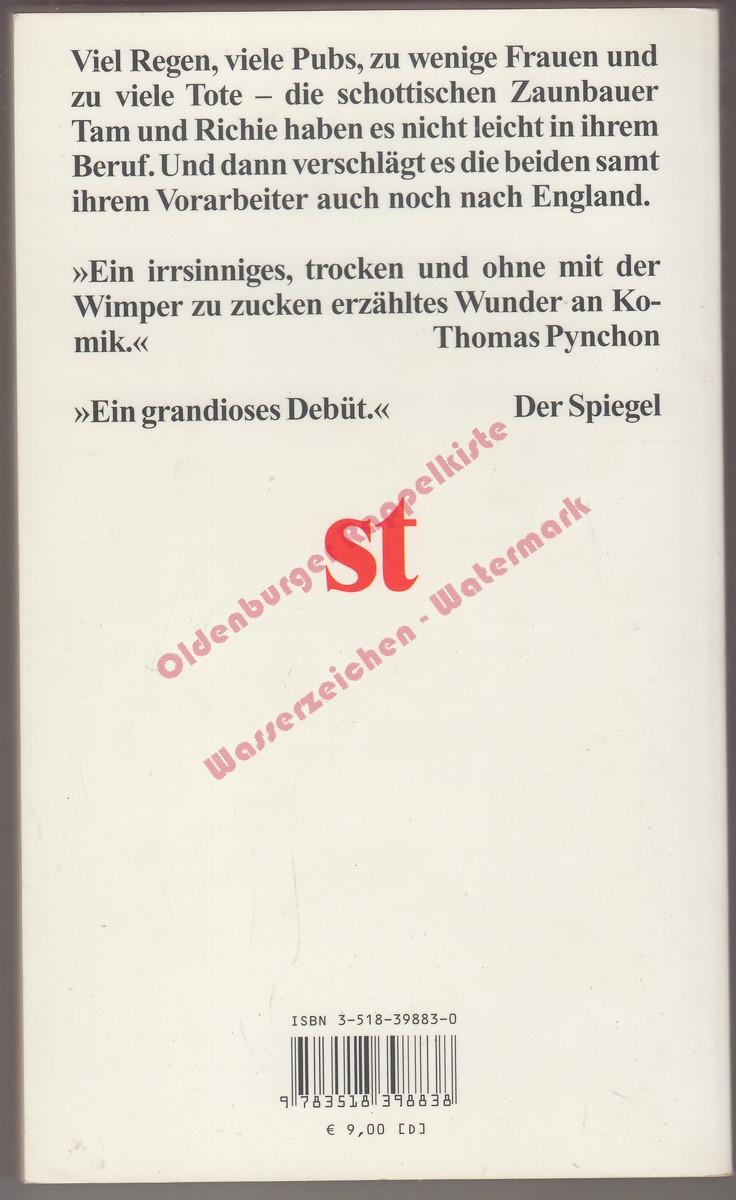 Viel Regen, viele Pubs, zu wenige Frauen und
zu viele Tote – die schottischen Zaunbauer
Tam und Richie haben es nicht leicht in ihrem
Beruf. Und dann verschlägt es die beiden samt
ihrem Vorarbeiter auch noch nach England.
»Ein irrsinniges, trocken und ohne mit der
Wimper zu zucken erzähltes Wunder an Ko-
mik.« Thomas Pynchon
»Ein grandioses Debüt.« Der Spiegel
st
Oldenburger Rappelkiste
Wasserzeichen - Watermark
ISBN 3-518-39883-0
9 783518 398838
€ 9,00 [D]